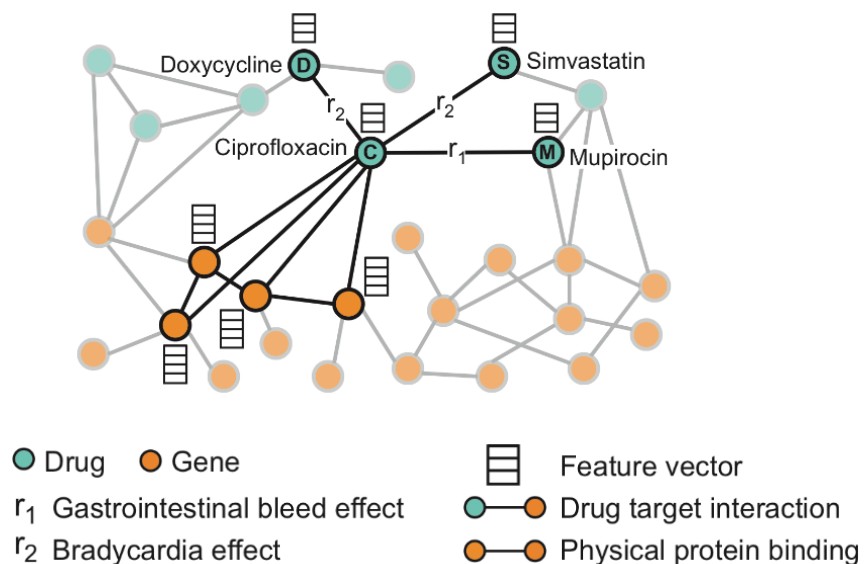 Doxycycline
D
S
Simvastatin
r2
r2
Ciprofloxacin
C
r1
M
Mupirocin
Drug
Gene
Feature vector
r1 Gastrointestinal bleed effect
Drug target interaction
r2 Bradycardia effect
Physical protein binding